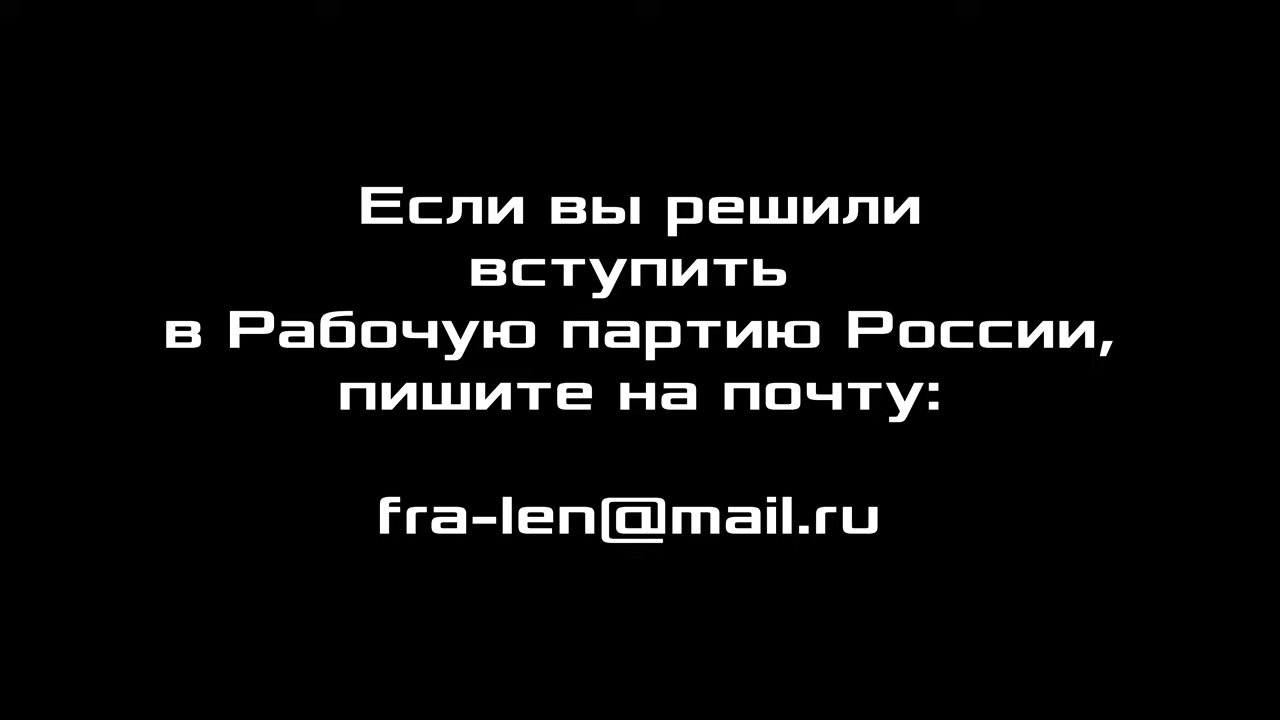 Если вы решили
вступить
в Рабочую партию России,
пишите на почту:
fra-len@mail.ru